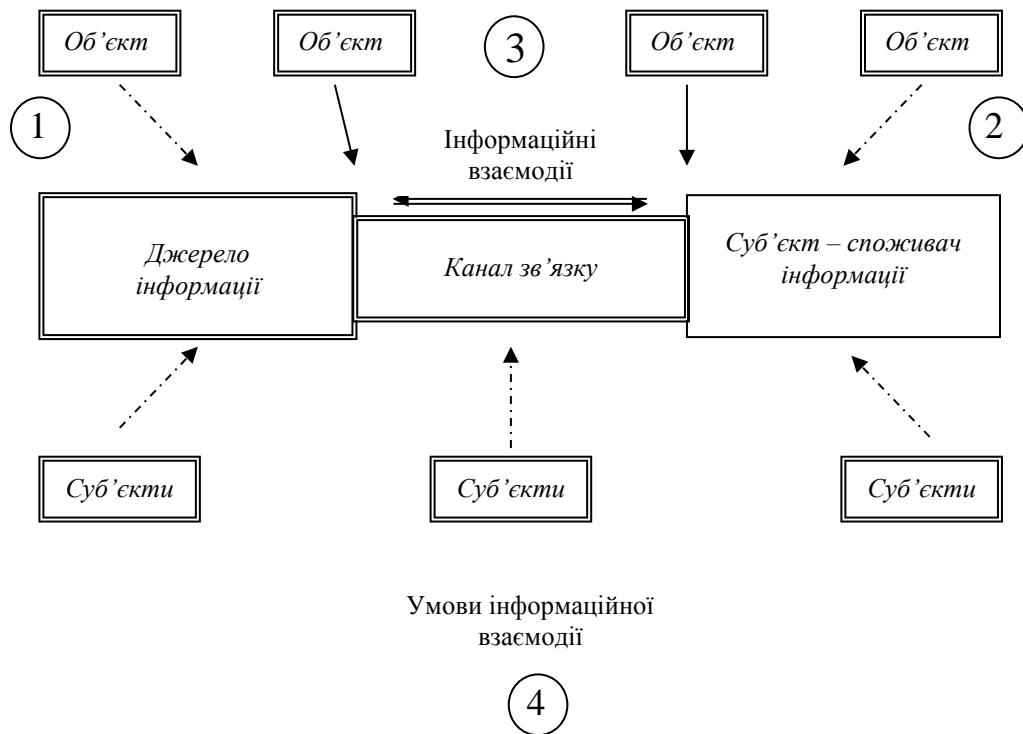 Об’єкт
Об’єкт
3
Об’єкт
Об’єкт
1
2
Інформаційні
взаємодії
Джерело
інформації
Канал зв’язку
Суб’єкт – споживач
інформації
Суб’єкти
Суб’єкти
Суб’єкти
Умови інформаційної
взаємодії
4